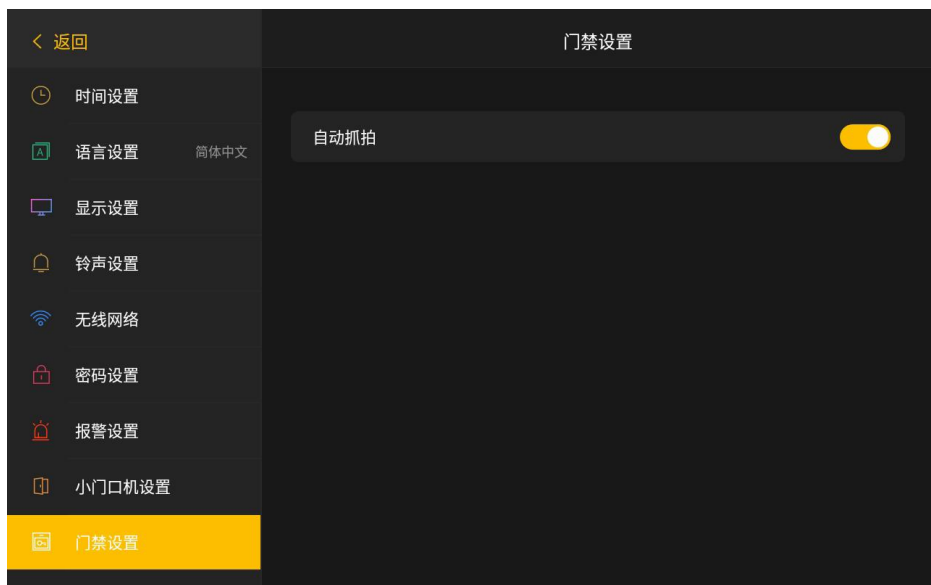 返回
门禁设置
时间设置
自动抓拍
语言设置 简体中文
显示设置
铃声设置
无线网络
密码设置
报警设置
小门口机设置
门禁设置